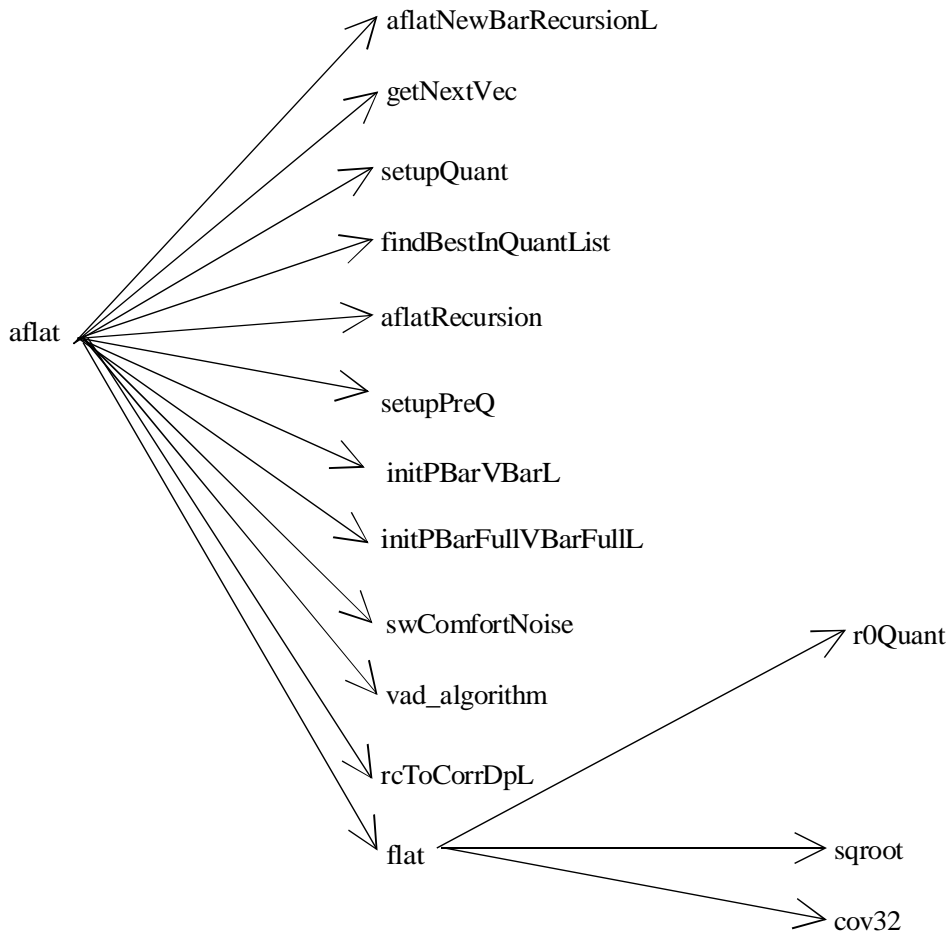 aflatNewBarRecursionL
getNextVec
setupQuant
findBestInQuantList
aflatRecursion
aflat
setupPreQ
initPBarVBarL
initPBarFullVBarFullL
swComfortNoise
r0Quant
vad_algorithm
rcToCorrDpL
flat
sqroot
cov32